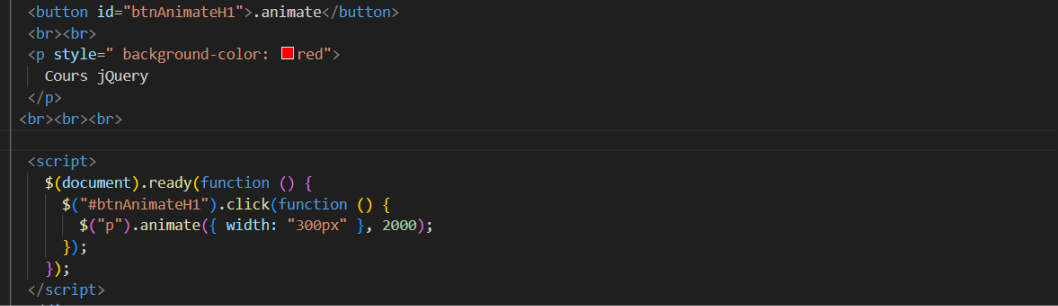 <button id="btnAnimateH1">.animate</button>
<br><br>
<p style=" background-color: red">
Cours jQuery
</p>
<br><br><br>
<script>
$(document).ready(function () {
$("#btnAnimateH1").click(function () {
$("p").animate({ width: "300px" }, 2000);
});
});
</script>